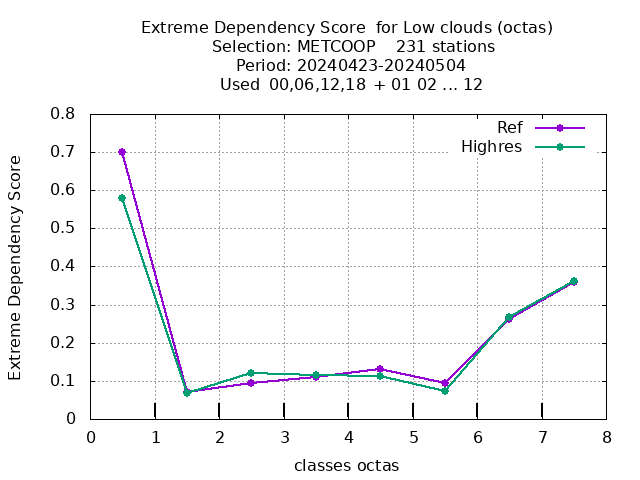 Extreme Dependency Score  for Low clouds (octas)
Selection: METCOOP    231 stations
Period: 20240423-20240504
Used  00,06,12,18  + 01 02 ... 12
Ref
Highres
Extreme Dependency Score
0.8
0.7
0.6
0.5
0.4
0.3
0.2
0.1
0
0 1 2 3 4 5 6 7 8
classes octas